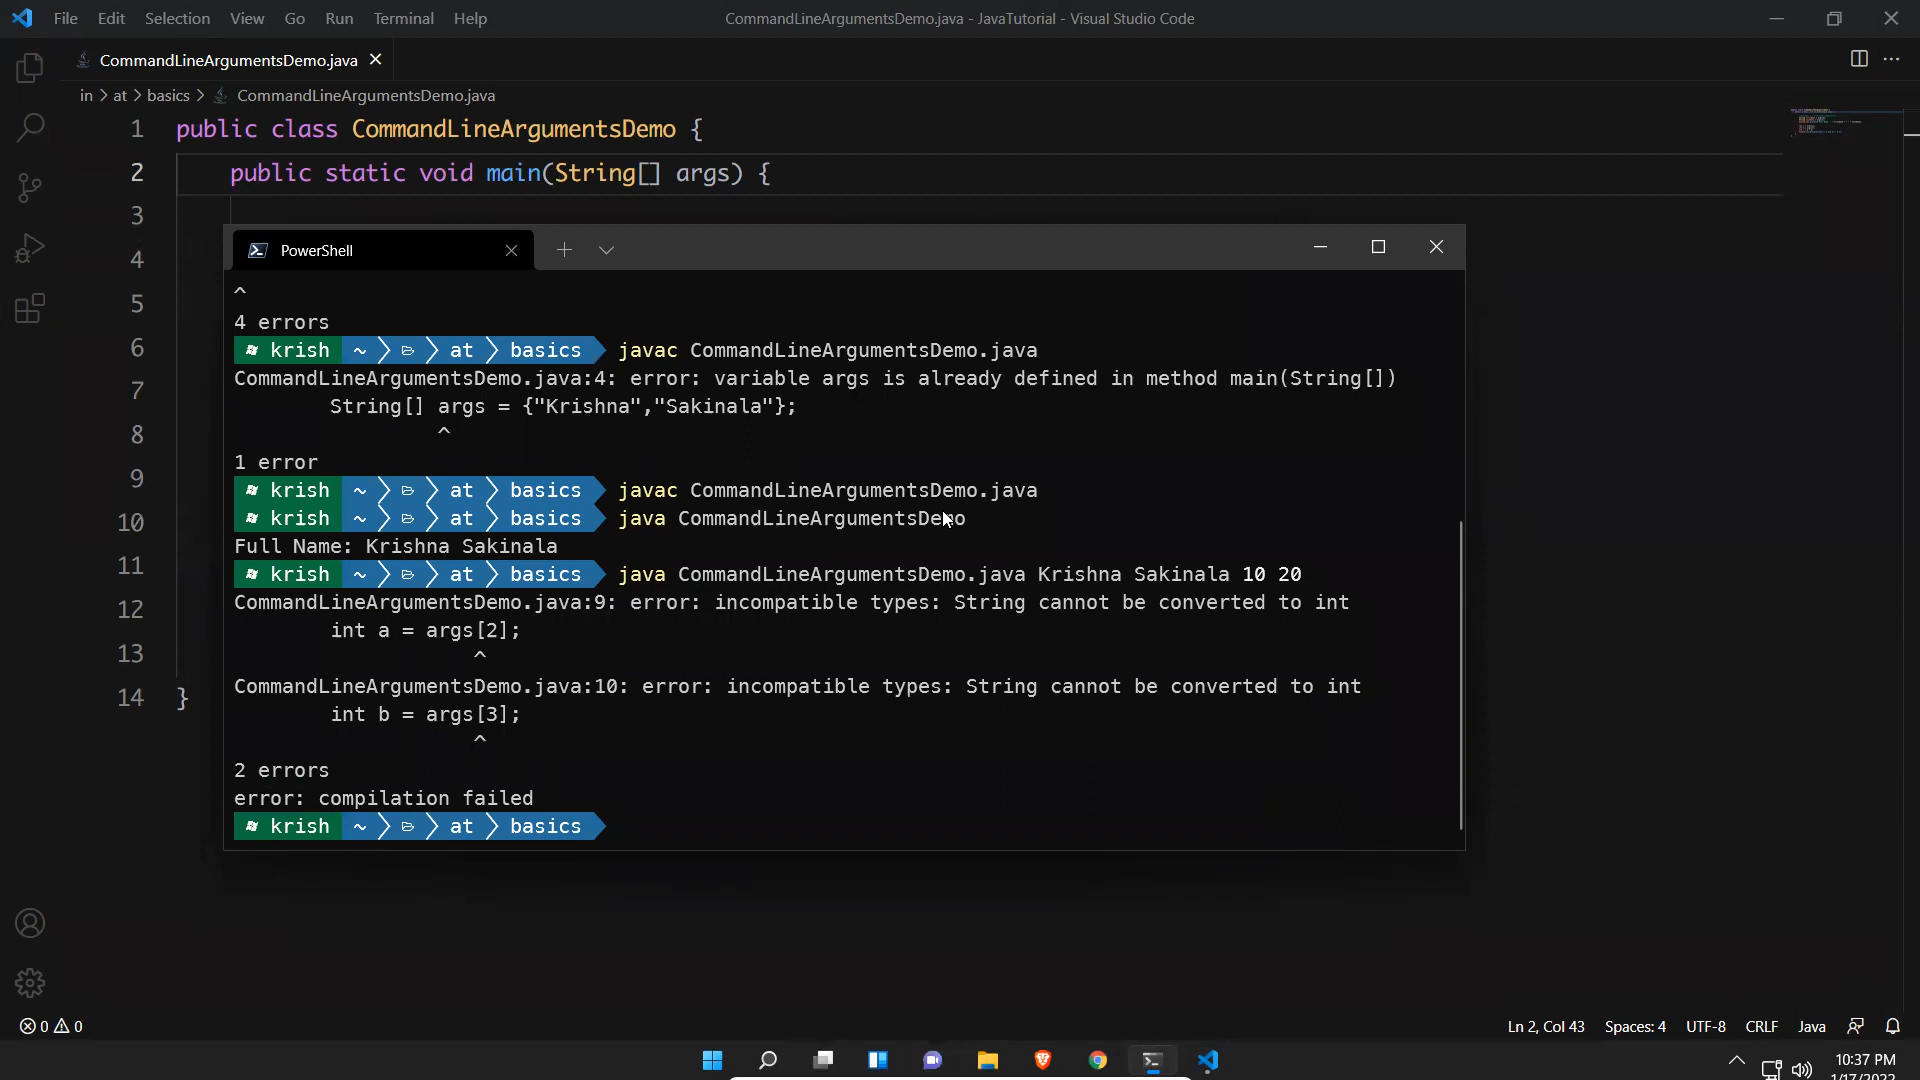 File Edit Selection View Go Run Terminal Help
CommandLineArgumentsDemo.java - JavaTutorial - Visual Studio Code
CommandLineArgumentsDemo.java
in > at > basics > CommandLineArgumentsDemo.java
1 public class CommandLineArgumentsDemo {
2 public static void main(String[] args) {
3
4
5
6
7
8
9
10
11
12
13
14 }
PowerShell
^
4 errors
krish ~ at basics javac CommandLineArgumentsDemo.java
CommandLineArgumentsDemo.java:4: error: variable args is already defined in method main(String[])
String[] args = {"Krishna","Sakinala"};
^
1 error
krish ~ at basics javac CommandLineArgumentsDemo.java
krish ~ at basics java CommandLineArgumentsDemo
Full Name: Krishna Sakinala
krish ~ at basics java CommandLineArgumentsDemo.java Krishna Sakinala 10 20
CommandLineArgumentsDemo.java:9: error: incompatible types: String cannot be converted to int
int a = args[2];
^
CommandLineArgumentsDemo.java:10: error: incompatible types: String cannot be converted to int
int b = args[3];
^
2 errors
error: compilation failed
krish ~ at basics
0 0
Ln 2, Col 43 Spaces: 4 UTF-8 CRLF Java
10:37 PM
1/17/2022